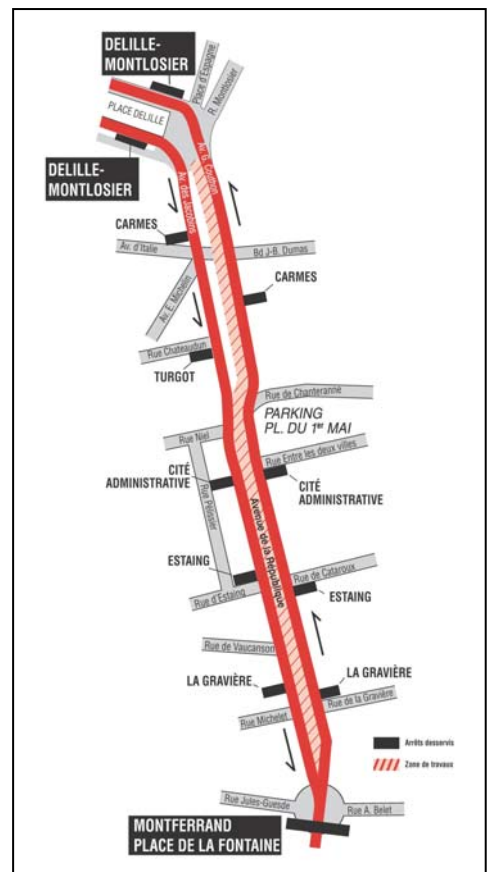 DELILLE-
MONTLOSIER
Place d'Espagne
R. Montlosier
PLACE DELILLE
DELILLE-
MONTLOSIER
Av. G. Couthon
Av. des Jacobins
CARMES
Av. d'Italie
Bd J-B. Dumas
Av. E. Michelin
CARMES
Rue Chateaudun
TURGOT
Rue de Chanteranne
PARKING
PL. DU 1er MAI
Rue Niel
Rue Entre les deux villes
CITÉ
ADMINISTRATIVE
CITÉ
ADMINISTRATIVE
Rue Pélissier
Avenue de la République
ESTAING
Rue de Cataroux
Rue d'Estaing
ESTAING
Rue de Vaucanson
LA GRAVIÈRE
LA GRAVIÈRE
Rue de la Gravière
Rue Michelet
Arrêts desservis
Zone de travaux
Rue Jules-Guesde
Rue A. Belet
MONTFERRAND
PLACE DE LA FONTAINE